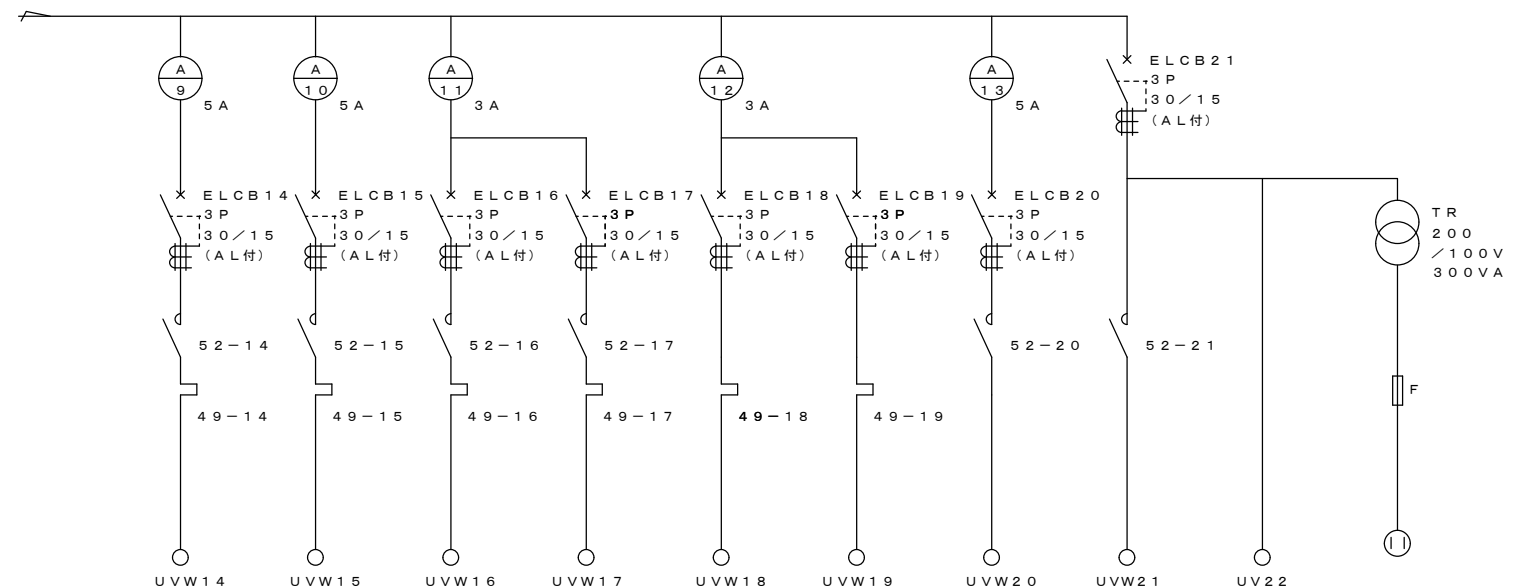 A
9
5A
A
10
5A
A
11
3A
A
12
3A
A
13
5A
ELCB21
3P
30/15
(AL付)
ELCB14
3P
30/15
(AL付)
ELCB15
3P
30/15
(AL付)
ELCB16
3P
30/15
(AL付)
ELCB17
3P
30/15
(AL付)
ELCB18
3P
30/15
(AL付)
ELCB19
3P
30/15
(AL付)
ELCB20
3P
30/15
(AL付)
TR
200
/100V
300VA
52-14
52-15
52-16
52-17
52-20
52-21
F
49-14
49-15
49-16
49-17
49-18
49-19
UVW14
UVW15
UVW16
UVW17
UVW18
UVW19
UVW20
UVW21
UV22